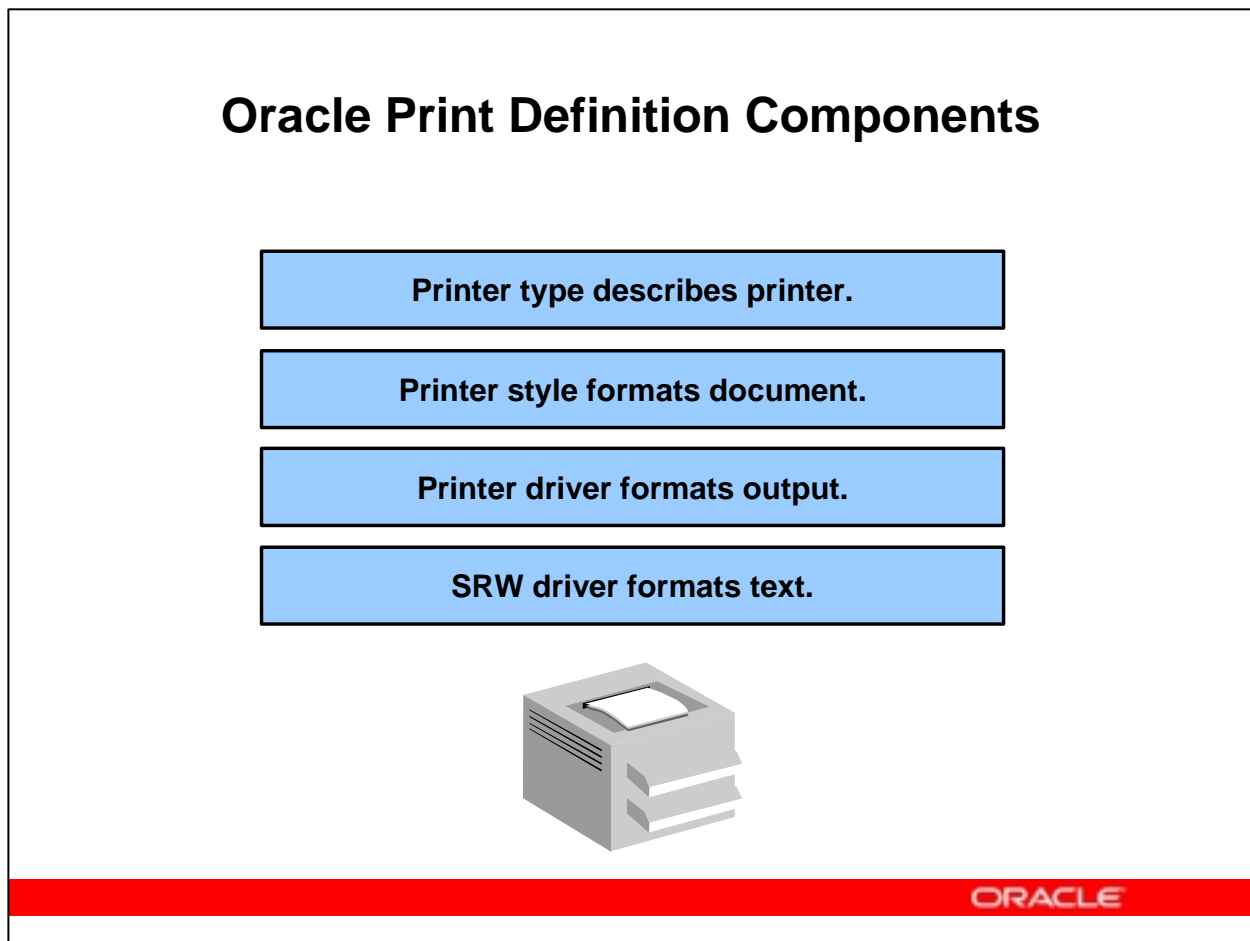 Oracle Print Definition Components
Printer type describes printer.
Printer style formats document.
Printer driver formats output.
SRW driver formats text.
ORACLE